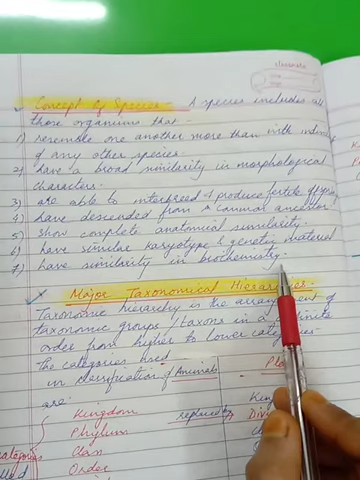 classmate
Concept of Species - A species includes all
those organisms that -
1) resemble one another more than with
of any other species.
2) have a broad similarity in morphological
characters.
3) are able to interbreed & produce fertile
4) have descended from a common ancestor
5) show complete anatomical similarity.
6) have similar karyotype & genetic material
7) have similarity in biochemistry.
Major Taxonomical Hierarchies.
Taxonomic hierarchy is the arrangement of
taxonomic groups / taxons in a definite
order from higher to lower categories.
The categories used
in classification of Animals
are:
Kingdom replaced by
Phylum
Class
Order